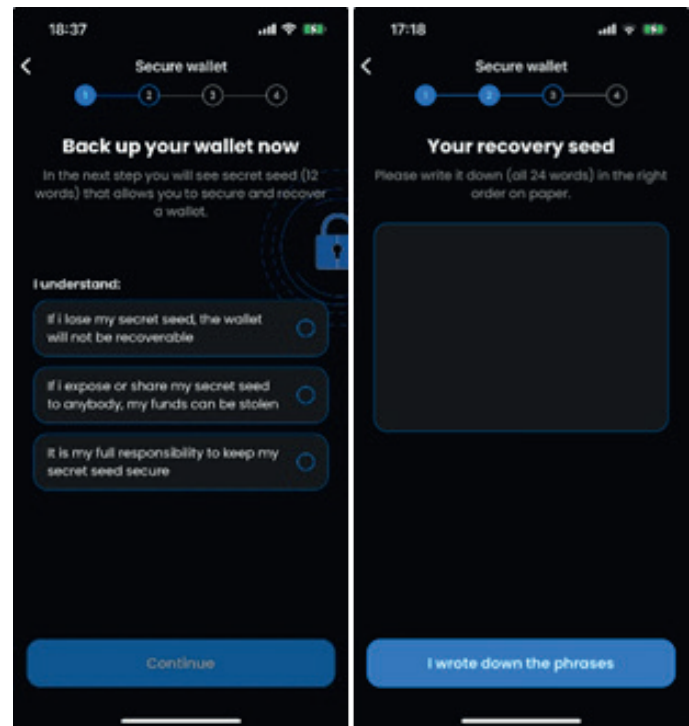 18:37
Secure wallet
1 2 3 4
Back up your wallet now
In the next step you will see secret seed (12
words) that allows you to secure and recover
a wallet.
I understand:
If i lose my secret seed, the wallet
will not be recoverable
If i expose or share my secret seed
to anybody, my funds can be stolen
It is my full responsibility to keep my
secret seed secure
Continue
17:18
Secure wallet
1 2 3 4
Your recovery seed
Please write it down (all 24 words) in the right
order on paper.
I wrote down the phrases